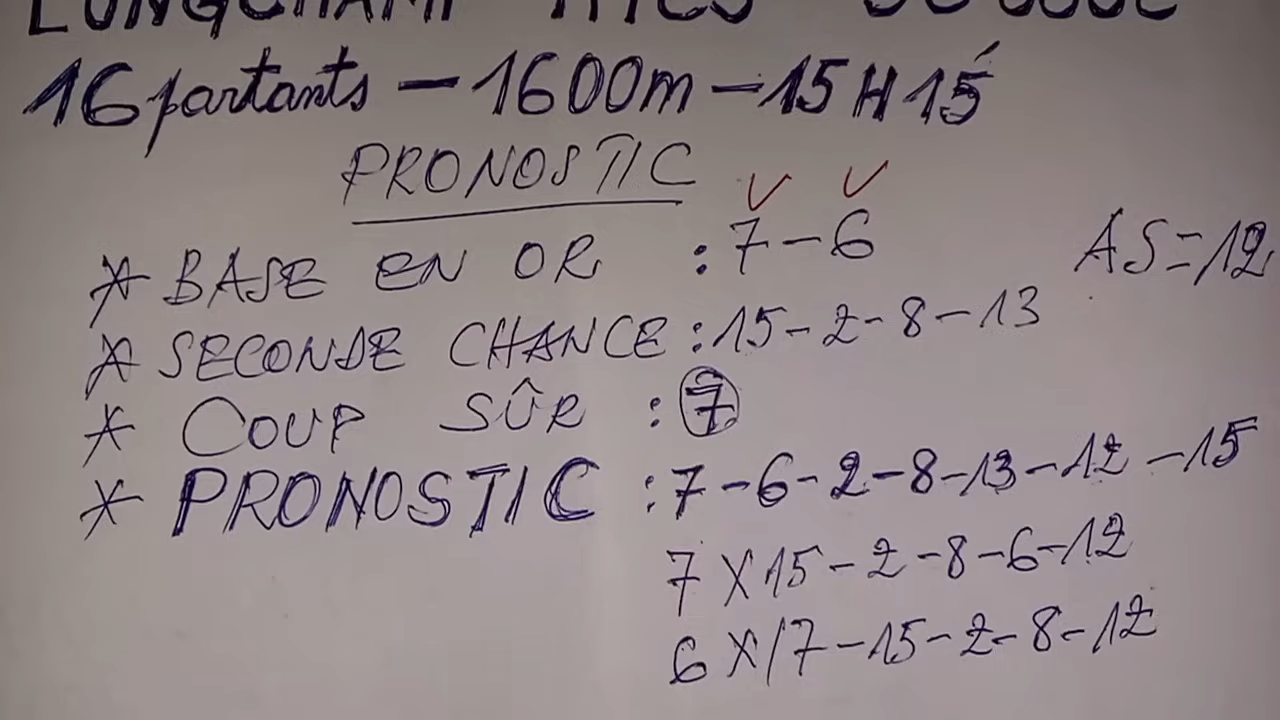 LONGCHAMP
16 partants - 1600m - 15H15'
PRONOSTIC
* BASE EN OR : 7 - 6 AS = 12
* SECONDE CHANCE : 15 - 2 - 8 - 13
* COUP SÛR : 7
* PRONOSTIC : 7 - 6 - 2 - 8 - 13 - 12 - 15
7 X 15 - 2 - 8 - 6 - 12
6 X / 7 - 15 - 2 - 8 - 12